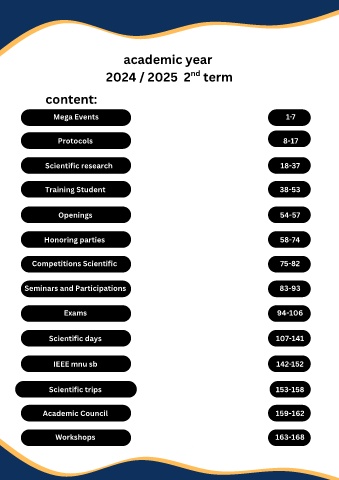 academic year
2024 / 2025 2nd term
content:
Mega Events 1-7
Protocols 8-17
Scientific research 18-37
Training Student 38-53
Openings 54-57
Honoring parties 58-74
Competitions Scientific 75-82
Seminars and Participations 83-93
Exams 94-106
Scientific days 107-141
IEEE mnu sb 142-152
Scientific trips 153-158
Academic Council 159-162
Workshops 163-168